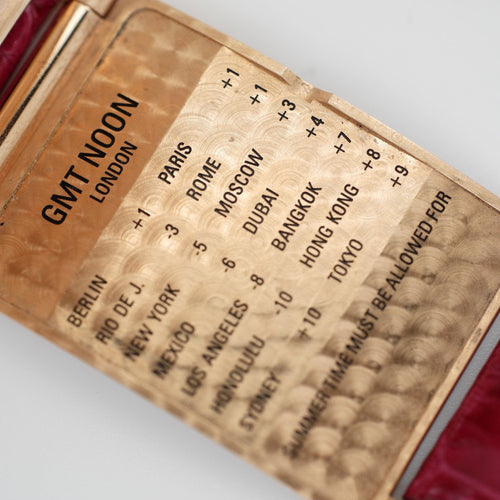 GMT NOON
LONDON
BERLIN +1 PARIS +1
RIO DE J. -3 ROME +1
NEW YORK -5 MOSCOW +3
MEXICO -6 DUBAI +4
LOS ANGELES -8 BANGKOK +7
HONOLULU -10 HONG KONG +8
SYDNEY +10 TOKYO +9
SUMMER TIME MUST BE ALLOWED FOR